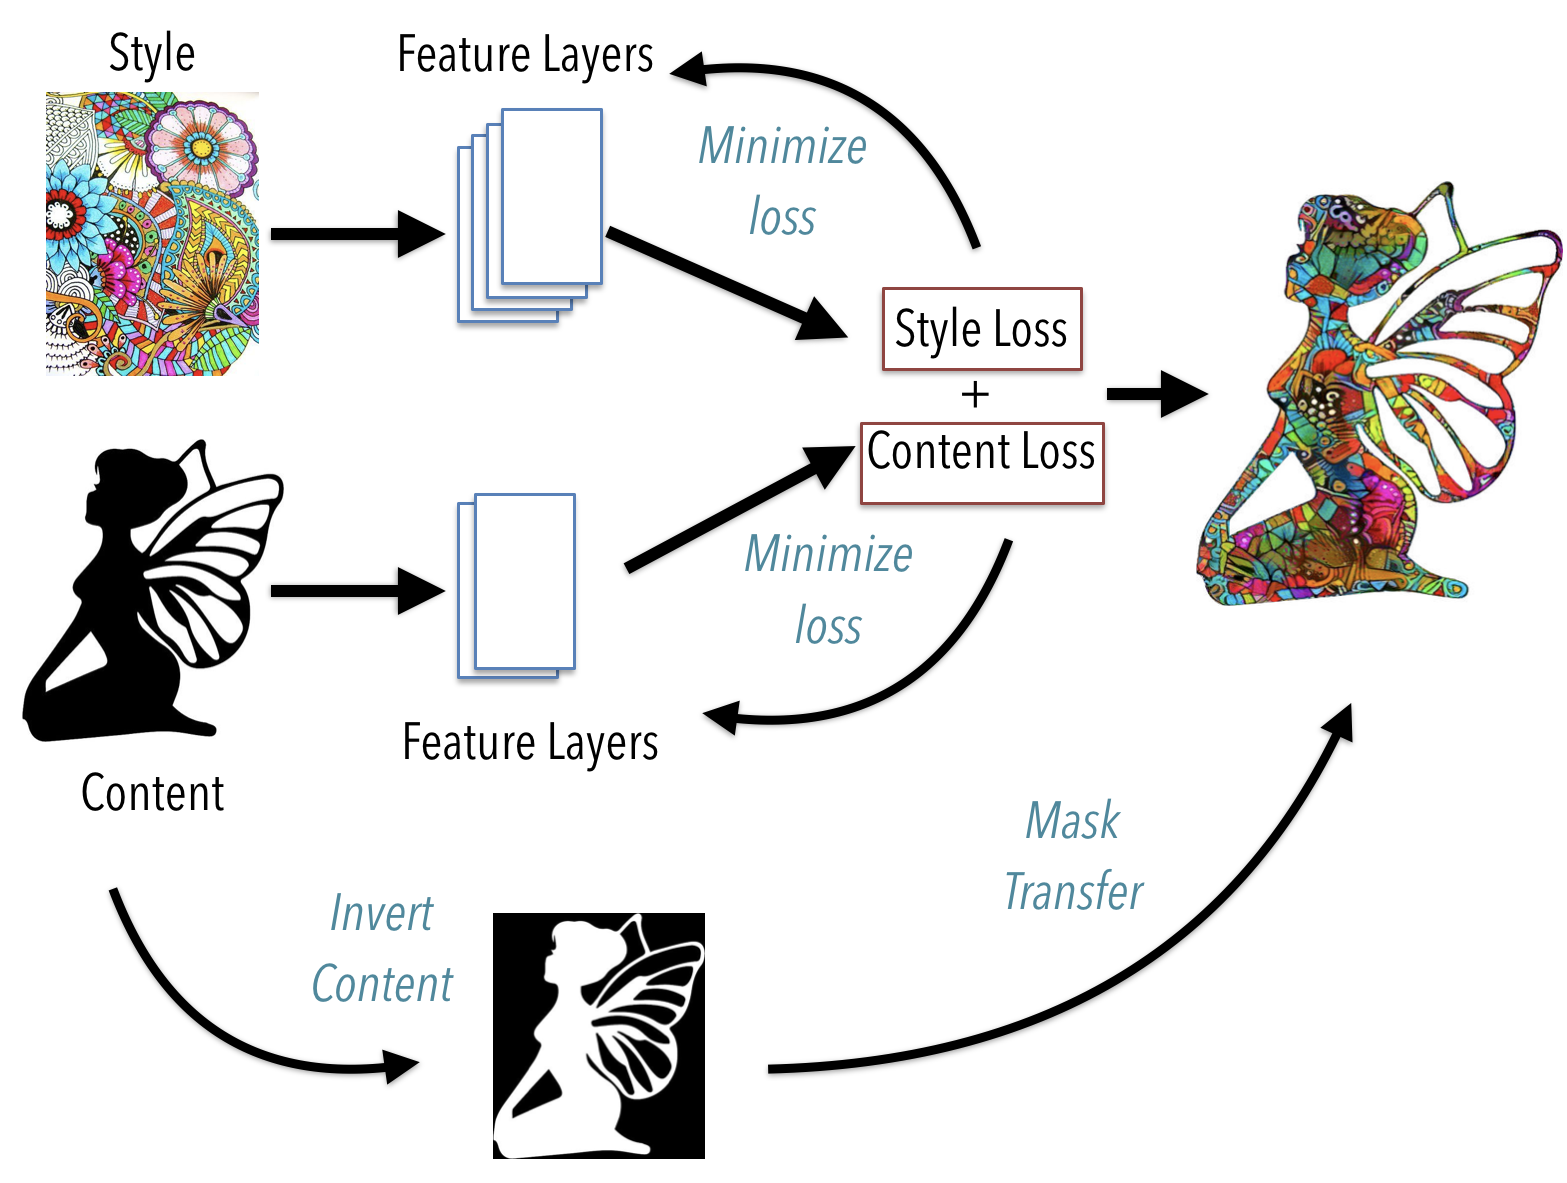 Style
Feature Layers
Minimize
loss
Style Loss
+
Content Loss
Minimize
loss
Feature Layers
Content
Mask
Transfer
Invert
Content